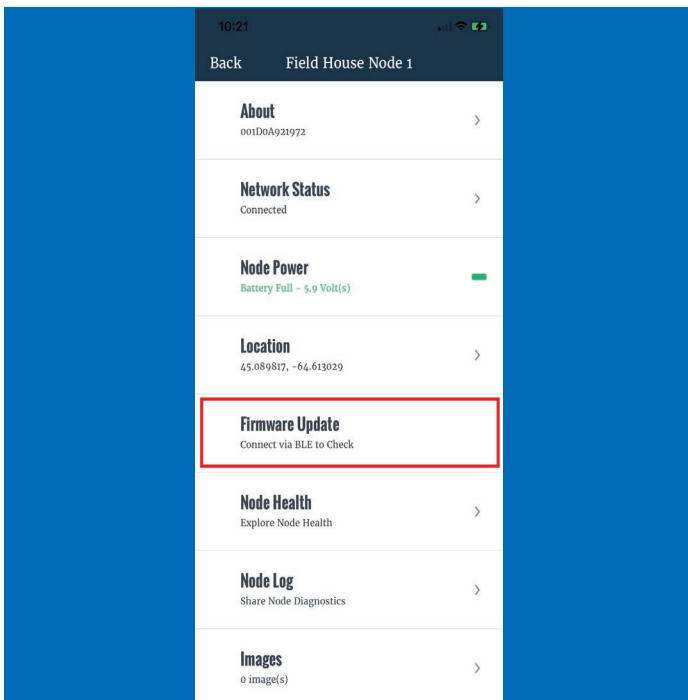 10:21
Back Field House Node 1
About
001D0A921972
Network Status
Connected
Node Power
Battery Full - 5.9 Volt(s)
Location
45.089817, -64.613029
Firmware Update
Connect via BLE to Check
Node Health
Explore Node Health
Node Log
Share Node Diagnostics
Images
0 image(s)